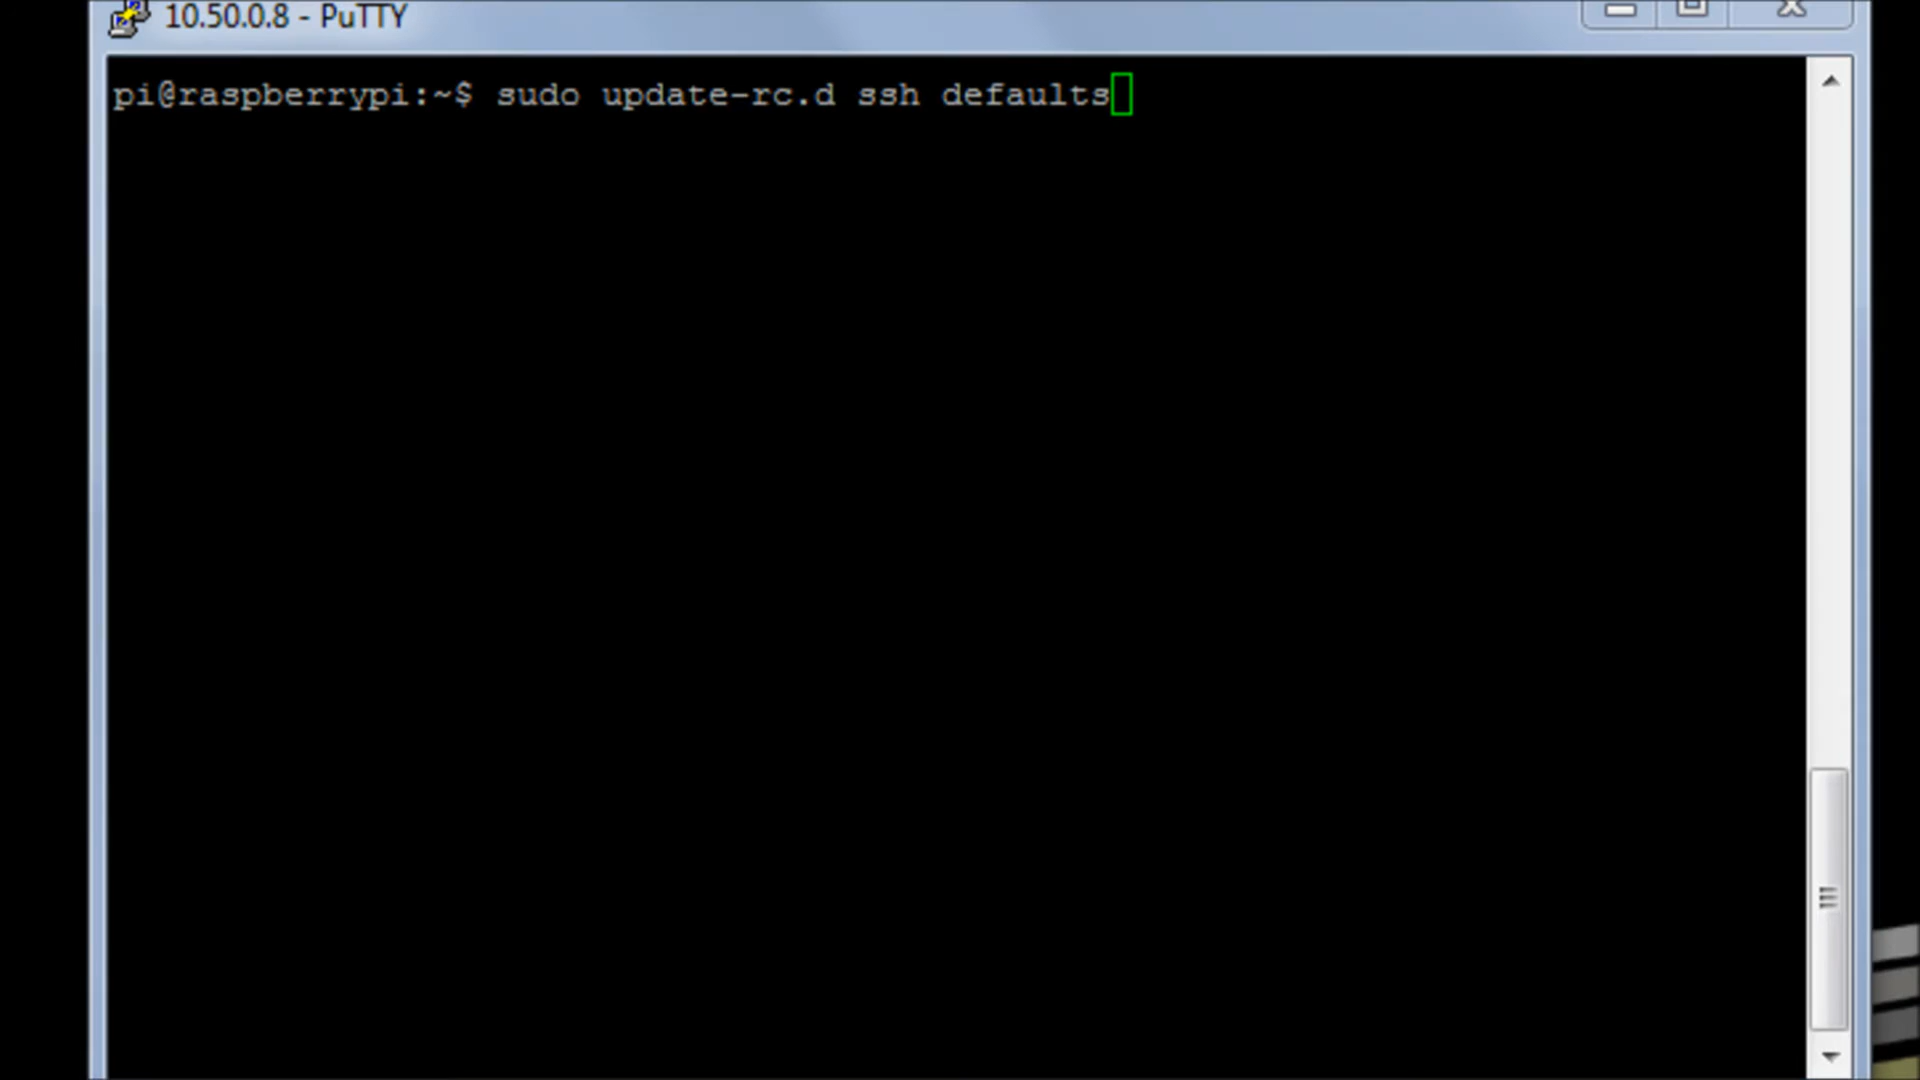 10.50.0.8 - PuTTY
pi@raspberrypi:~$ sudo update-rc.d ssh defaults